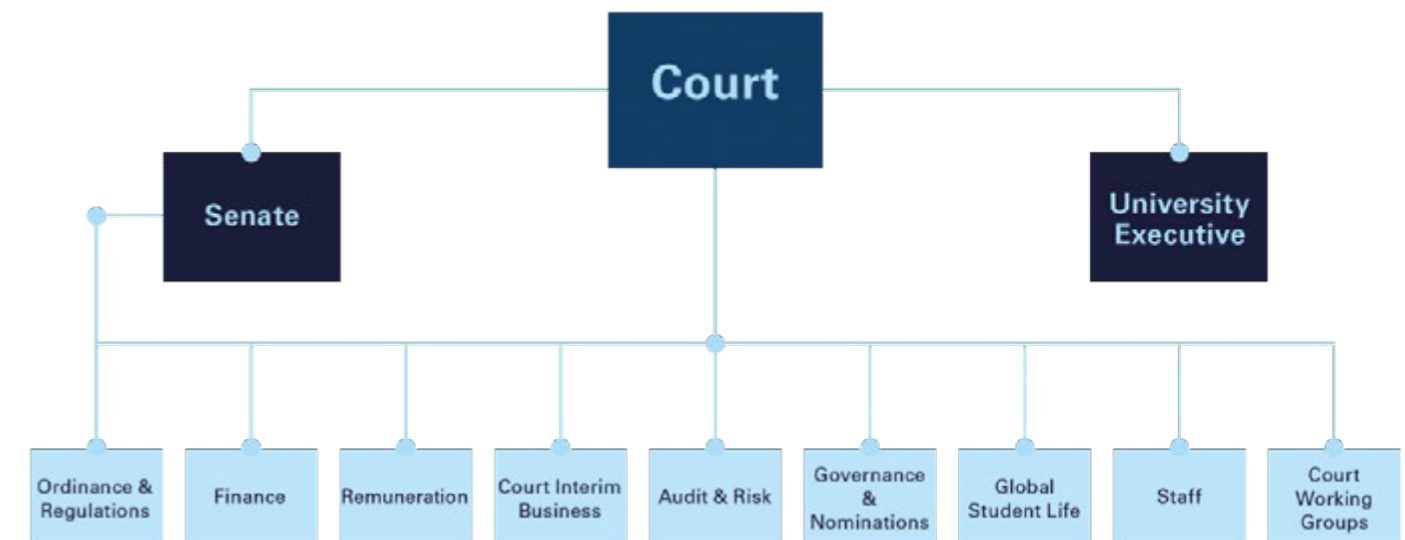 Court
Senate
University
Executive
Ordinance &
Regulations
Finance
Remuneration
Court Interim
Business
Audit & Risk
Governance
&
Nominations
Global
Student Life
Staff
Court
Working
Groups